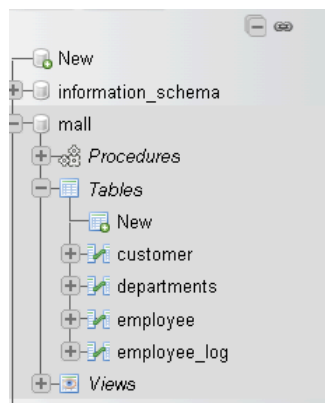 New
information_schema
mall
Procedures
Tables
New
customer
departments
employee
employee_log
Views